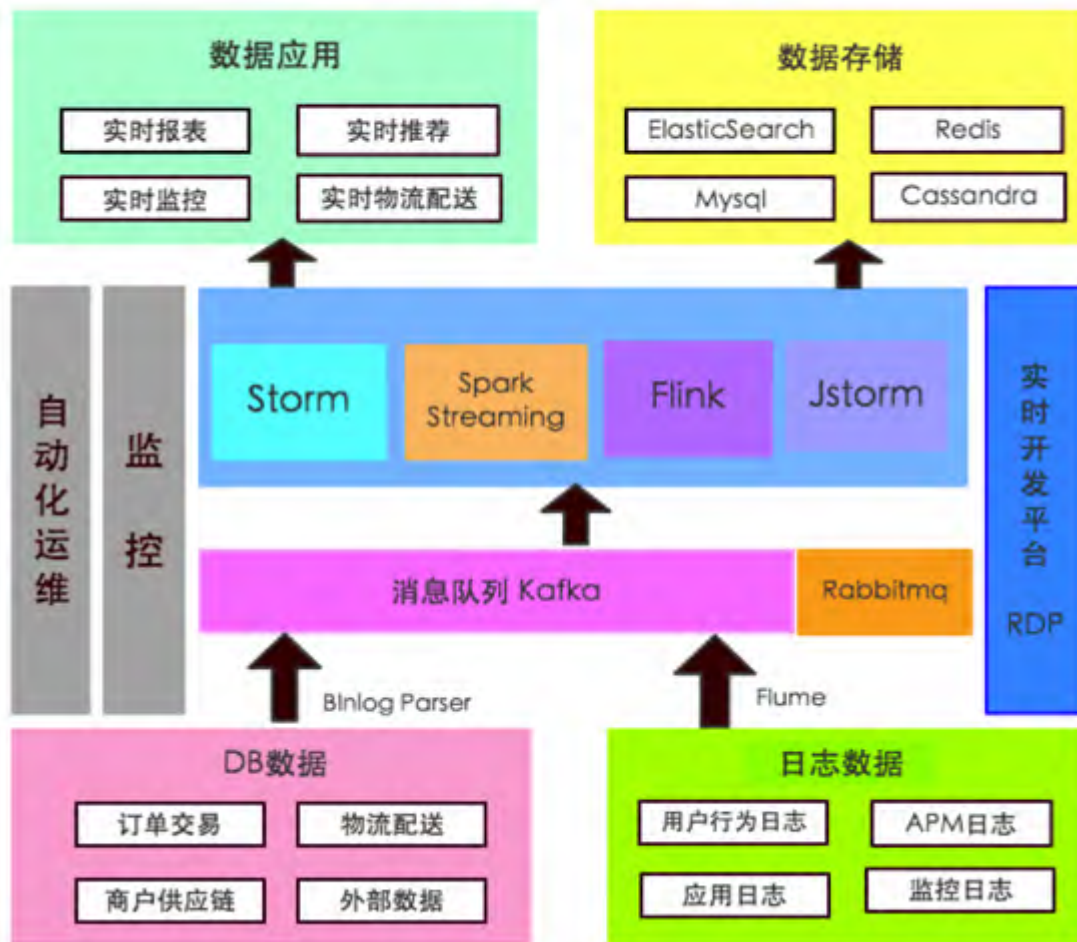 数据应用
实时报表
实时推荐
实时监控
实时物流配送
数据存储
ElasticSearch
Redis
Mysql
Cassandra
自动化运维
监控
Storm
Spark
Streaming
Flink
Jstorm
实时开发平台 RDP
消息队列 Kafka
Rabbitmq
BInlog Parser
Flume
DB数据
订单交易
物流配送
商户供应链
外部数据
日志数据
用户行为日志
APM日志
应用日志
监控日志